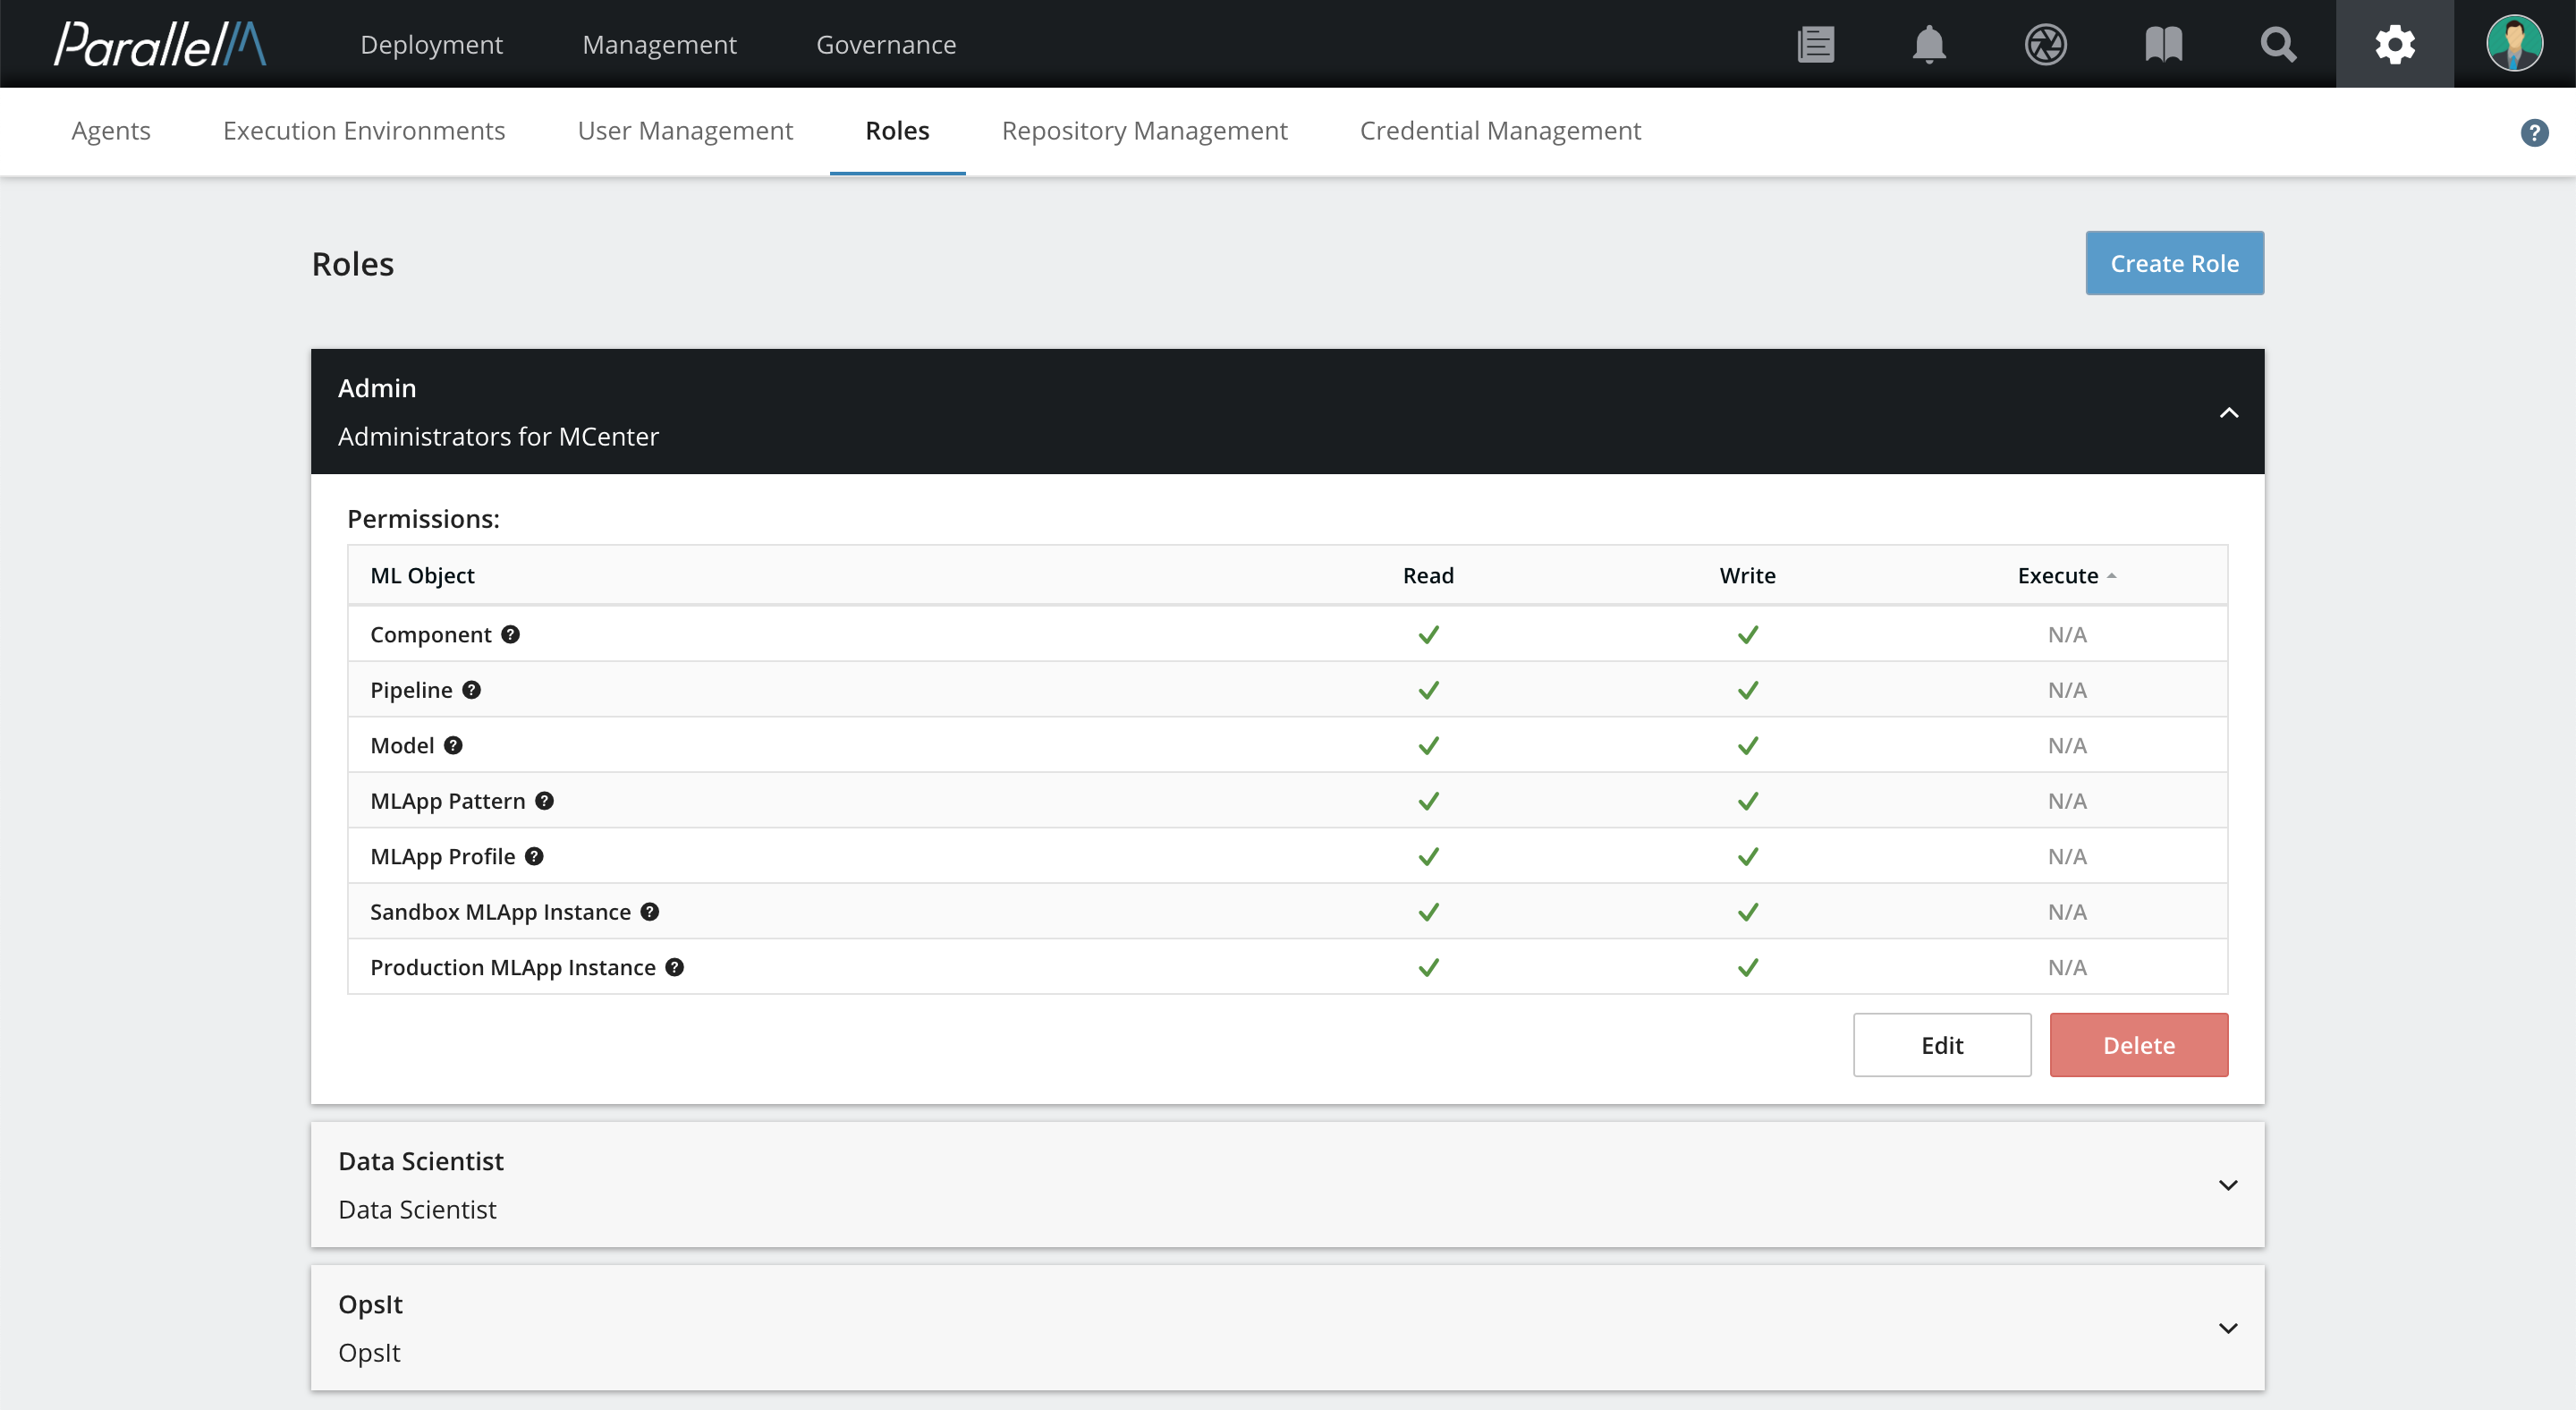 ParallelM
Deployment
Management
Governance
Agents
Execution Environments
User Management
Roles
Repository Management
Credential Management
?
Roles
Create Role
Admin
Administrators for MCenter
Permissions:
ML Object Read Write Execute
Component ? N/A
Pipeline ? N/A
Model ? N/A
MLApp Pattern ? N/A
MLApp Profile ? N/A
Sandbox MLApp Instance ? N/A
Production MLApp Instance ? N/A
Edit
Delete
Data Scientist
Data Scientist
OpsIt
OpsIt